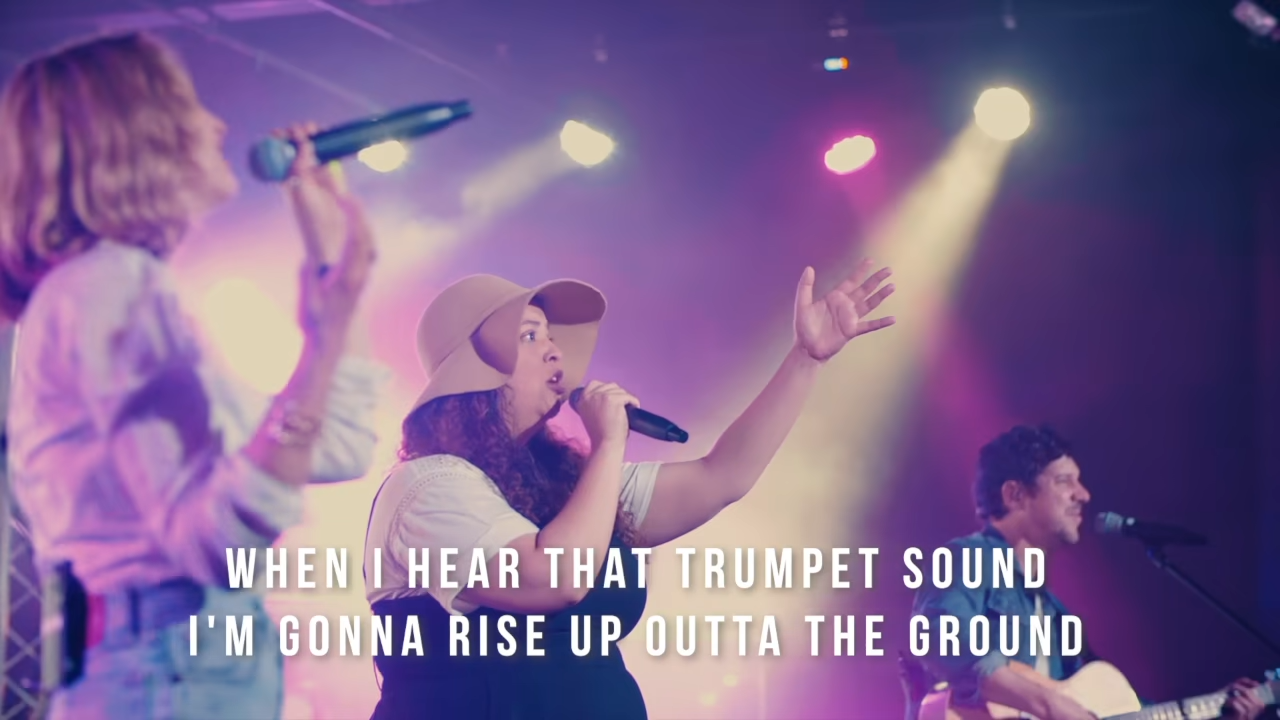 WHEN I HEAR THAT TRUMPET SOUND
I'M GONNA RISE UP OUTTA THE GROUND